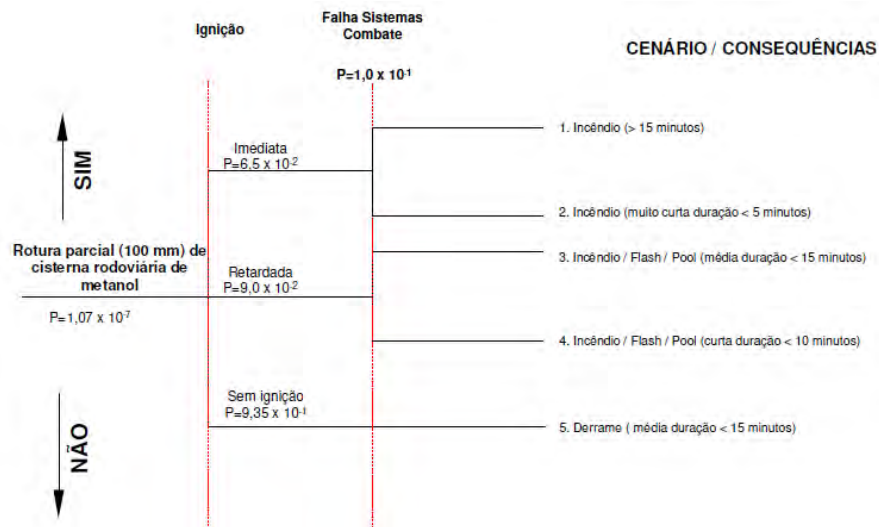 Ignição
Falha Sistemas
Combate
CENÁRIO / CONSEQUÊNCIAS
P=1,0 x 10-1
SIM
Imediata
P=6,5 x 10-2
1. Incêndio (> 15 minutos)
2. Incêndio (muito curta duração < 5 minutos)
Rotura parcial (100 mm) de
cisterna rodoviária de
metanol
P=1,07 x 10-7
Retardada
P=9,0 x 10-2
3. Incêndio / Flash / Pool (média duração < 15 minutos)
4. Incêndio / Flash / Pool (curta duração < 10 minutos)
NÃO
Sem ignição
P=9,35 x 10-1
5. Derrame ( média duração < 15 minutos)